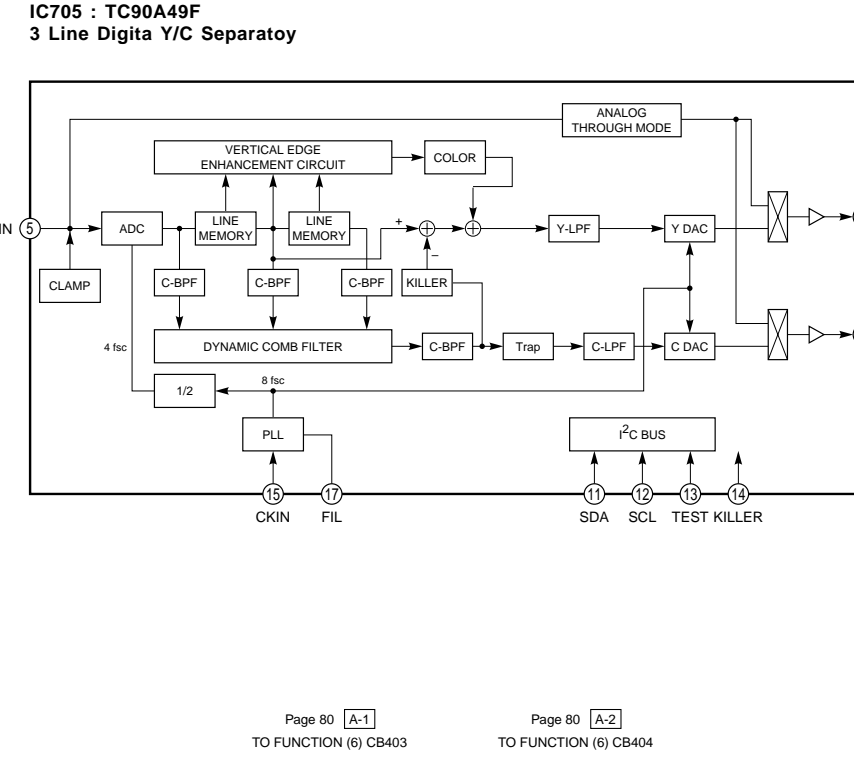 IC705 : TC90A49F
3 Line Digita Y/C Separatoy
ANALOG
THROUGH MODE
VERTICAL EDGE
ENHANCEMENT CIRCUIT
COLOR
IN 5
ADC
LINE
MEMORY
LINE
MEMORY
+
–
Y-LPF
Y DAC
CLAMP
C-BPF
C-BPF
C-BPF
KILLER
4 fsc
DYNAMIC COMB FILTER
C-BPF
Trap
C-LPF
C DAC
1/2
8 fsc
PLL
I2C BUS
15
17
11
12
13
14
CKIN
FIL
SDA
SCL
TEST
KILLER
Page 80 A-1
TO FUNCTION (6) CB403
Page 80 A-2
TO FUNCTION (6) CB404